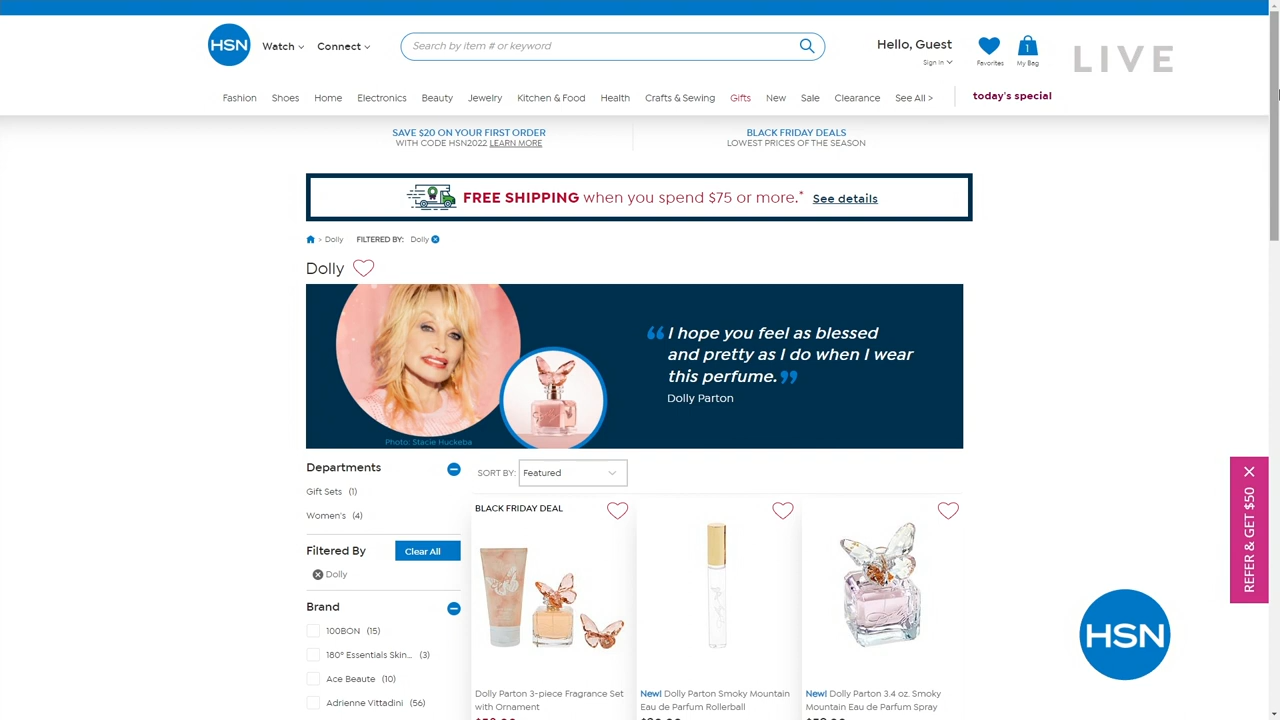 HSN
Watch
Connect
Search by item # or keyword
Hello, Guest
Sign In
Favorites
1
My Bag
LIVE
Fashion Shoes Home Electronics Beauty Jewelry Kitchen & Food Health Crafts & Sewing Gifts New Sale Clearance See All >
today's special
SAVE $20 ON YOUR FIRST ORDER
WITH CODE HSN2022 LEARN MORE
BLACK FRIDAY DEALS
LOWEST PRICES OF THE SEASON
FREE SHIPPING when you spend $75 or more.* See details
> Dolly FILTERED BY: Dolly
Dolly
“ I hope you feel as blessed
and pretty as I do when I wear
this perfume. ”
Dolly Parton
Photo: Stacie Huckeba
Departments
Gift Sets (1)
Women's (4)
Filtered By
Clear All
Dolly
Brand
100BON (15)
180° Essentials Skin... (3)
Ace Beaute (10)
Adrienne Vittadini (56)
SORT BY: Featured
BLACK FRIDAY DEAL
Dolly Parton 3-piece Fragrance Set
with Ornament
New! Dolly Parton Smoky Mountain
Eau de Parfum Rollerball
New! Dolly Parton 3.4 oz. Smoky
Mountain Eau de Parfum Spray
REFER & GET $50
HSN